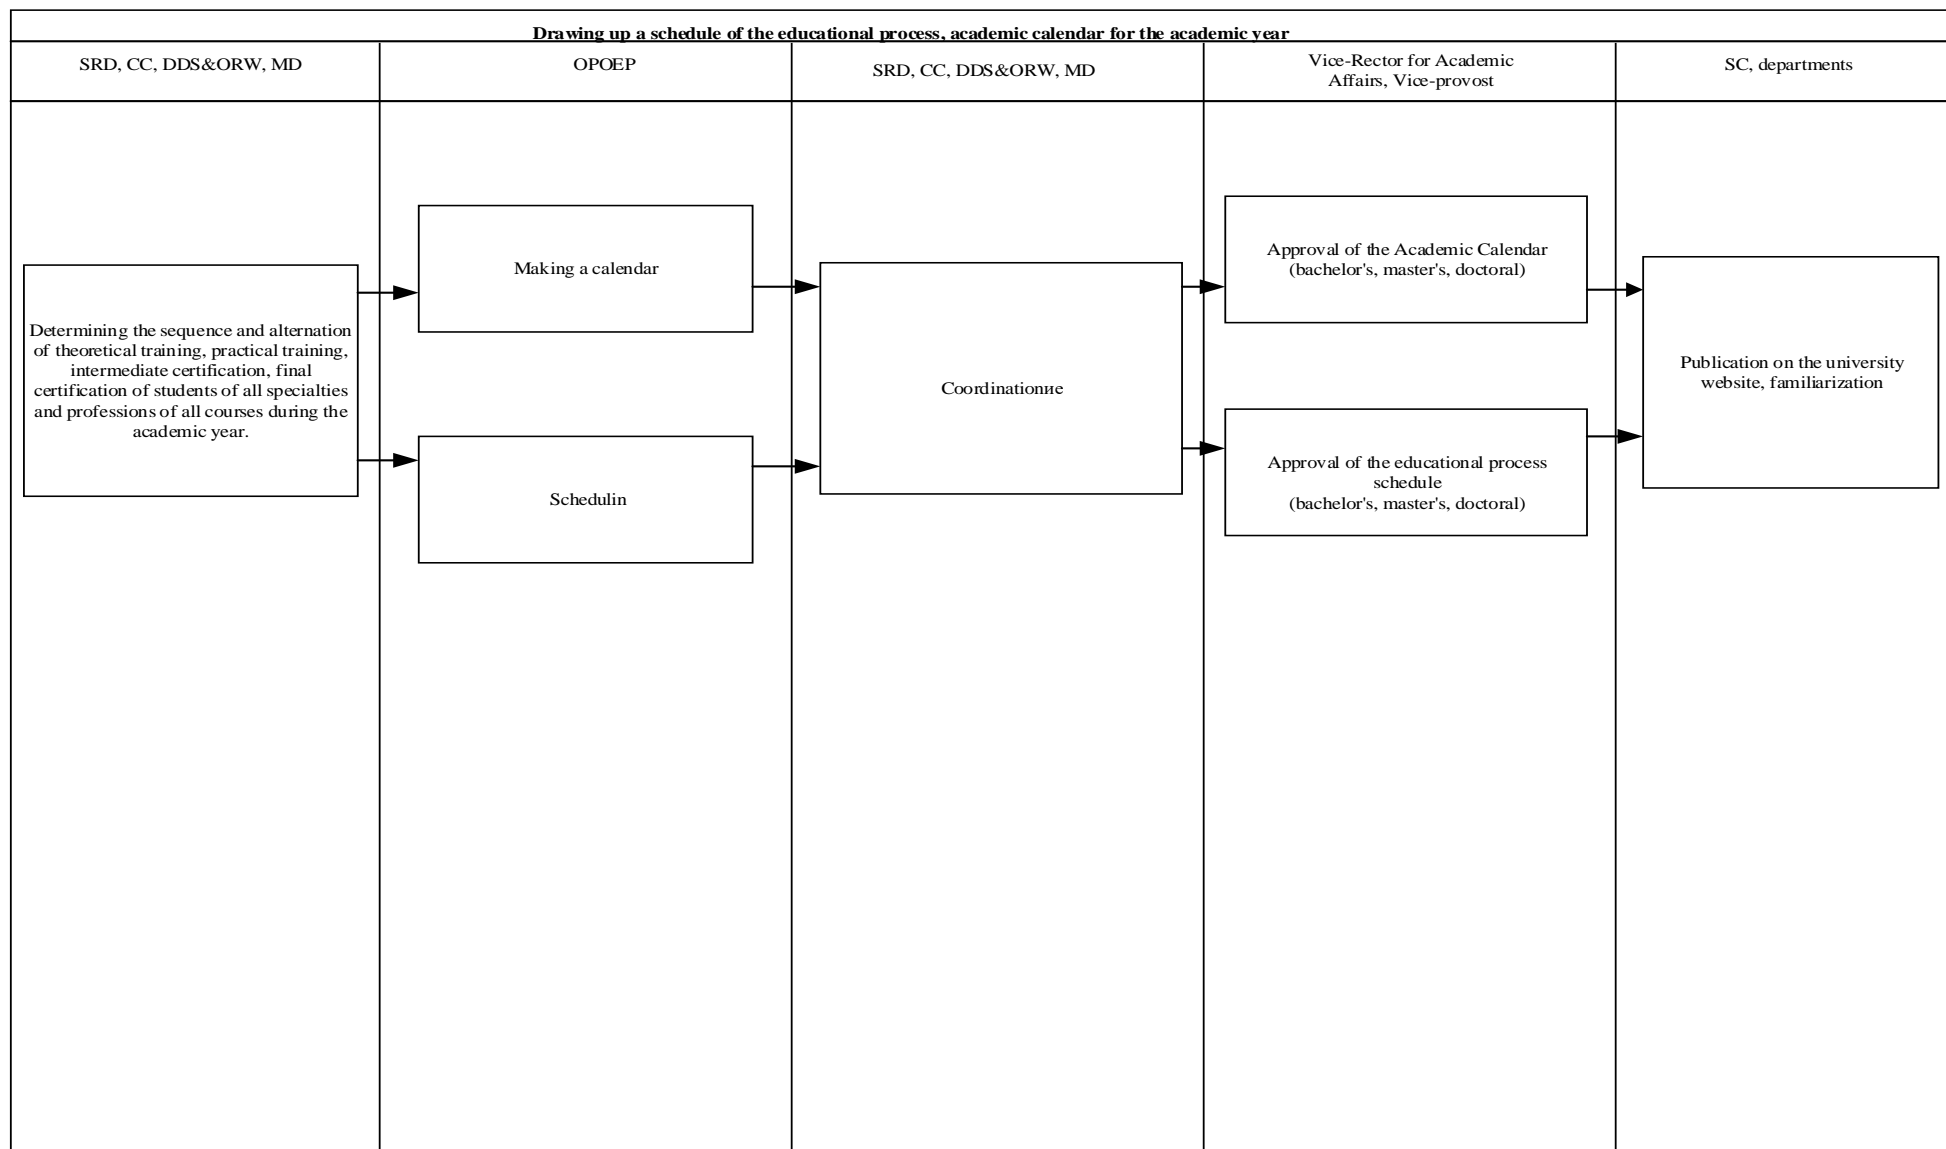 Drawing up a schedule of the educational process, academic calendar for the academic year
SRD, CC, DDS&ORW, MD
OPOEP
SRD, CC, DDS&ORW, MD
Vice-Rector for Academic
Affairs, Vice-provost
SC, departments
Determining the sequence and alternation
of theoretical training, practical training,
intermediate certification, final
certification of students of all specialties
and professions of all courses during the
academic year.
Making a calendar
Schedulin
Coordinationие
Approval of the Academic Calendar
(bachelor's, master's, doctoral)
Approval of the educational process
schedule
(bachelor's, master's, doctoral)
Publication on the university
website, familiarization